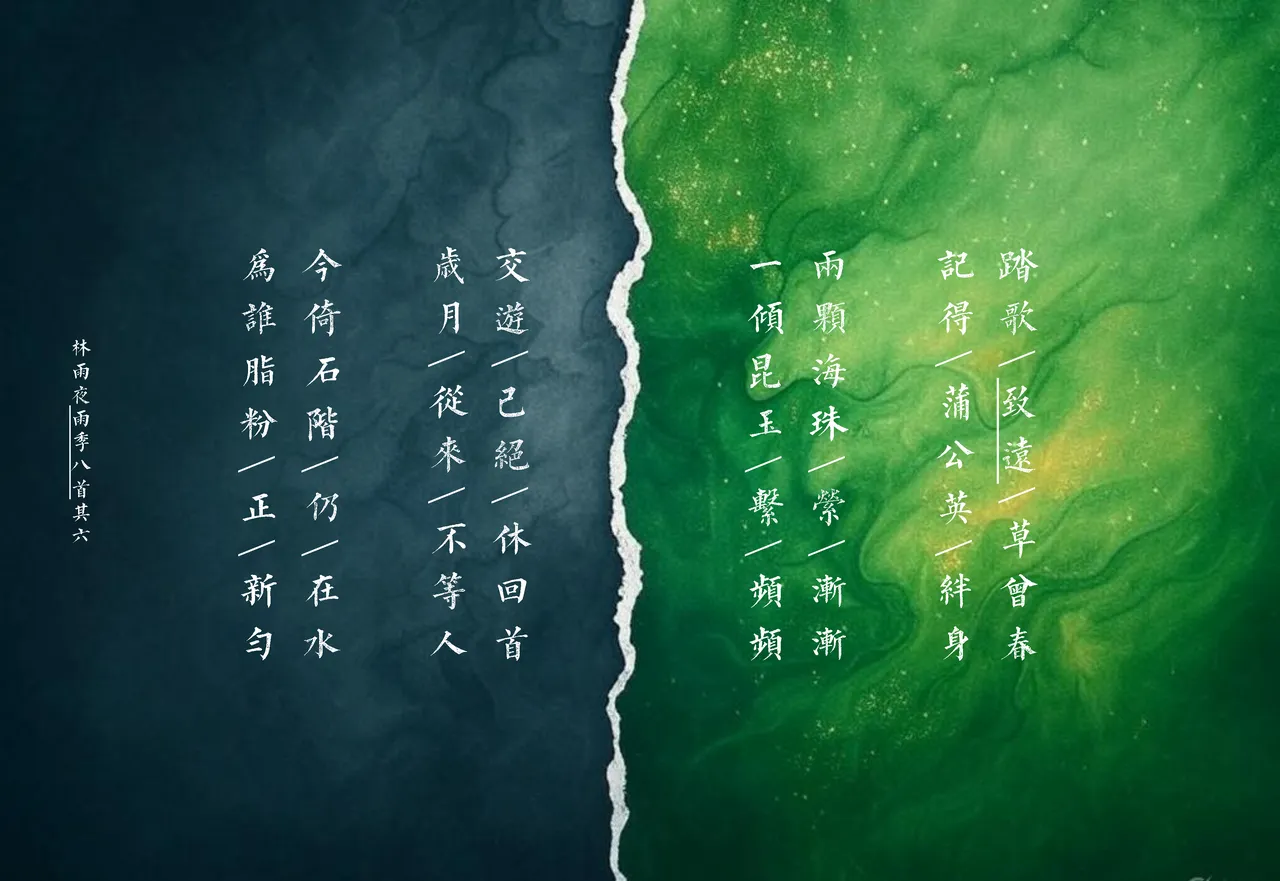 踏歌/致遠/草曾春
記得/蒲公英/絆身
兩顆海珠/縈/漸漸
一傾昆玉/繫/頻頻
交遊/已絕/休回首
歲月/從來/不等人
今倚石階/仍/在水
爲誰脂粉/正/新勻
林雨夜雨季八首其六